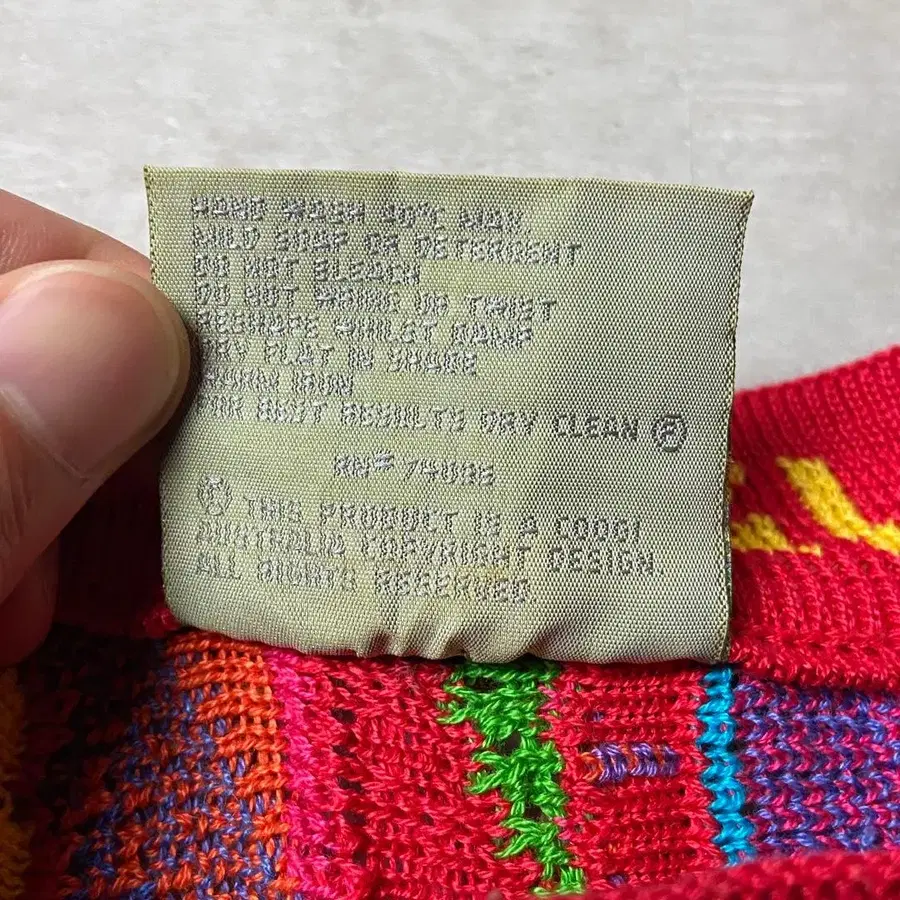 HAND WASH 40°C MAX.
MILD SOAP OR DETERGENT
DO NOT BLEACH
DO NOT WRING OR TWIST
RESHAPE WHILST DAMP
DRY FLAT IN SHADE
WARM IRON
FOR BEST RESULTS DRY CLEAN Ⓟ
RN# 74086
© THIS PRODUCT IS A COOGI
AUSTRALIA COPYRIGHT DESIGN.
ALL RIGHTS RESERVED